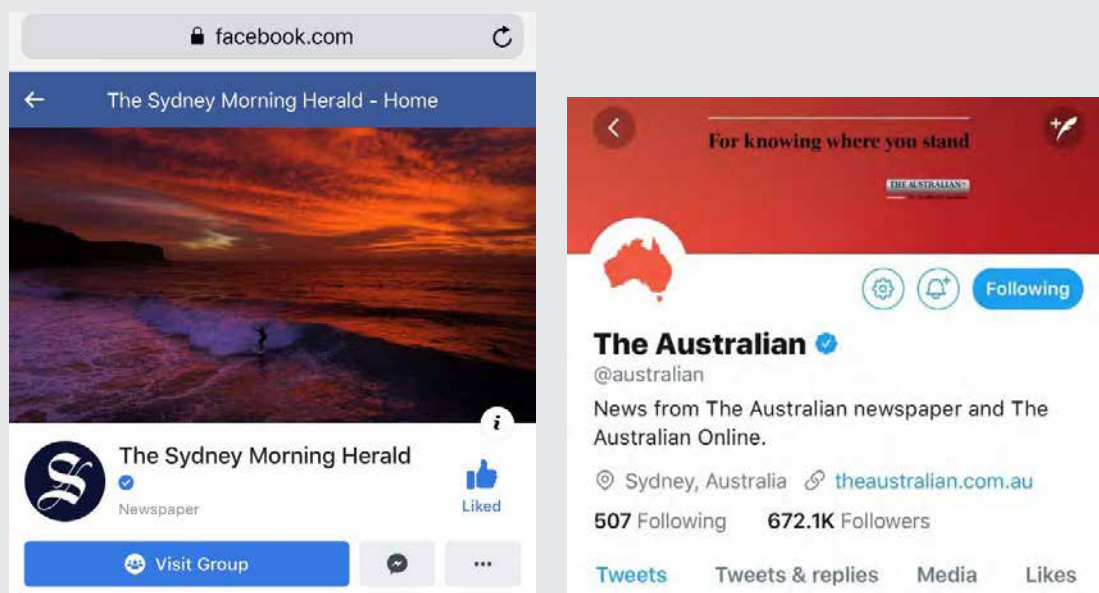 facebook.com
The Sydney Morning Herald - Home
The Sydney Morning Herald
Newspaper
Liked
Visit Group
For knowing where you stand
THE AUSTRALIAN
Following
The Australian
@australian
News from The Australian newspaper and The
Australian Online.
Sydney, Australia theaustralian.com.au
507 Following 672.1K Followers
Tweets Tweets & replies Media Likes